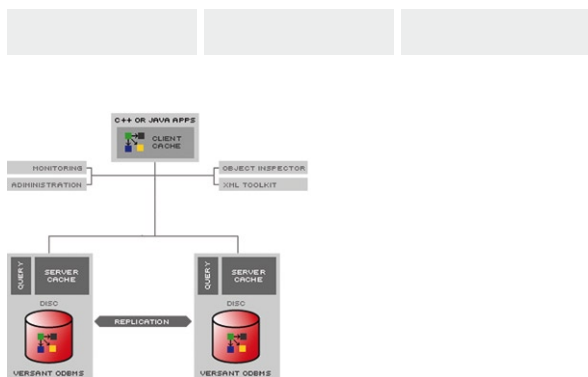 C++ OR JAVA APPS
CLIENT
CACHE
MONITORING
OBJECT INSPECTOR
ADIMINISTRATION
XML TOOLKIT
QUERY
SERVER
CACHE
QUERY
SERVER
CACHE
DISC
DISC
REPLICATION
VERSANT ODBMS
VERSANT ODBMS